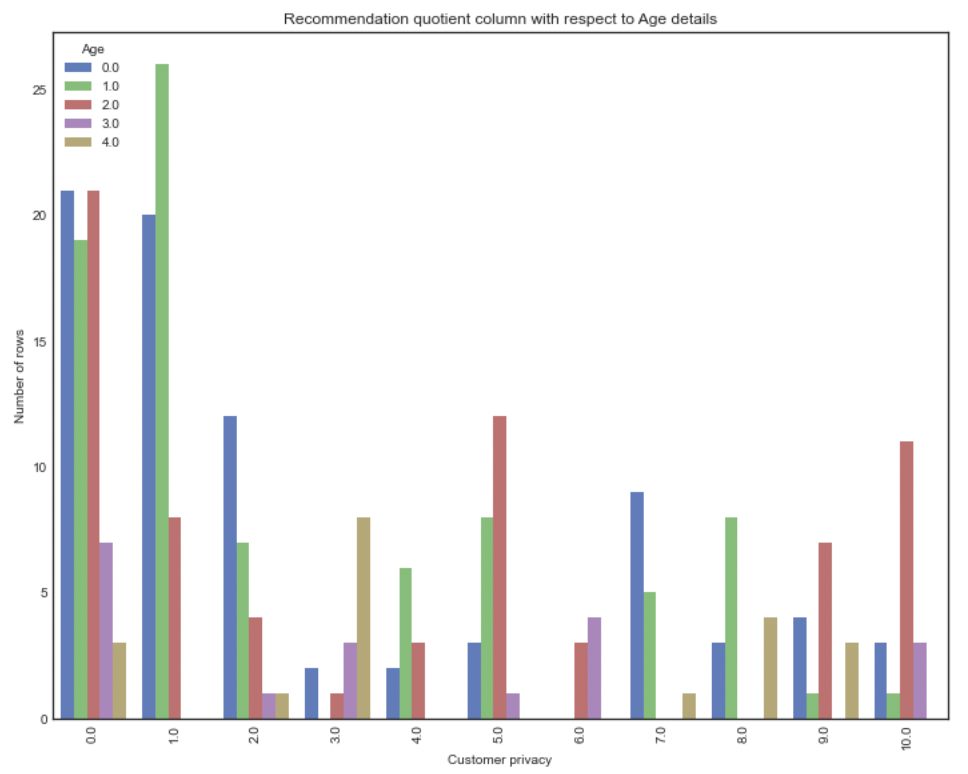 Recommendation quotient column with respect to Age details
Age
0.0
1.0
2.0
3.0
4.0
25
20
15
10
5
0
Number of rows
0.0 1.0 2.0 3.0 4.0 5.0 6.0 7.0 8.0 9.0 10.0
Customer privacy